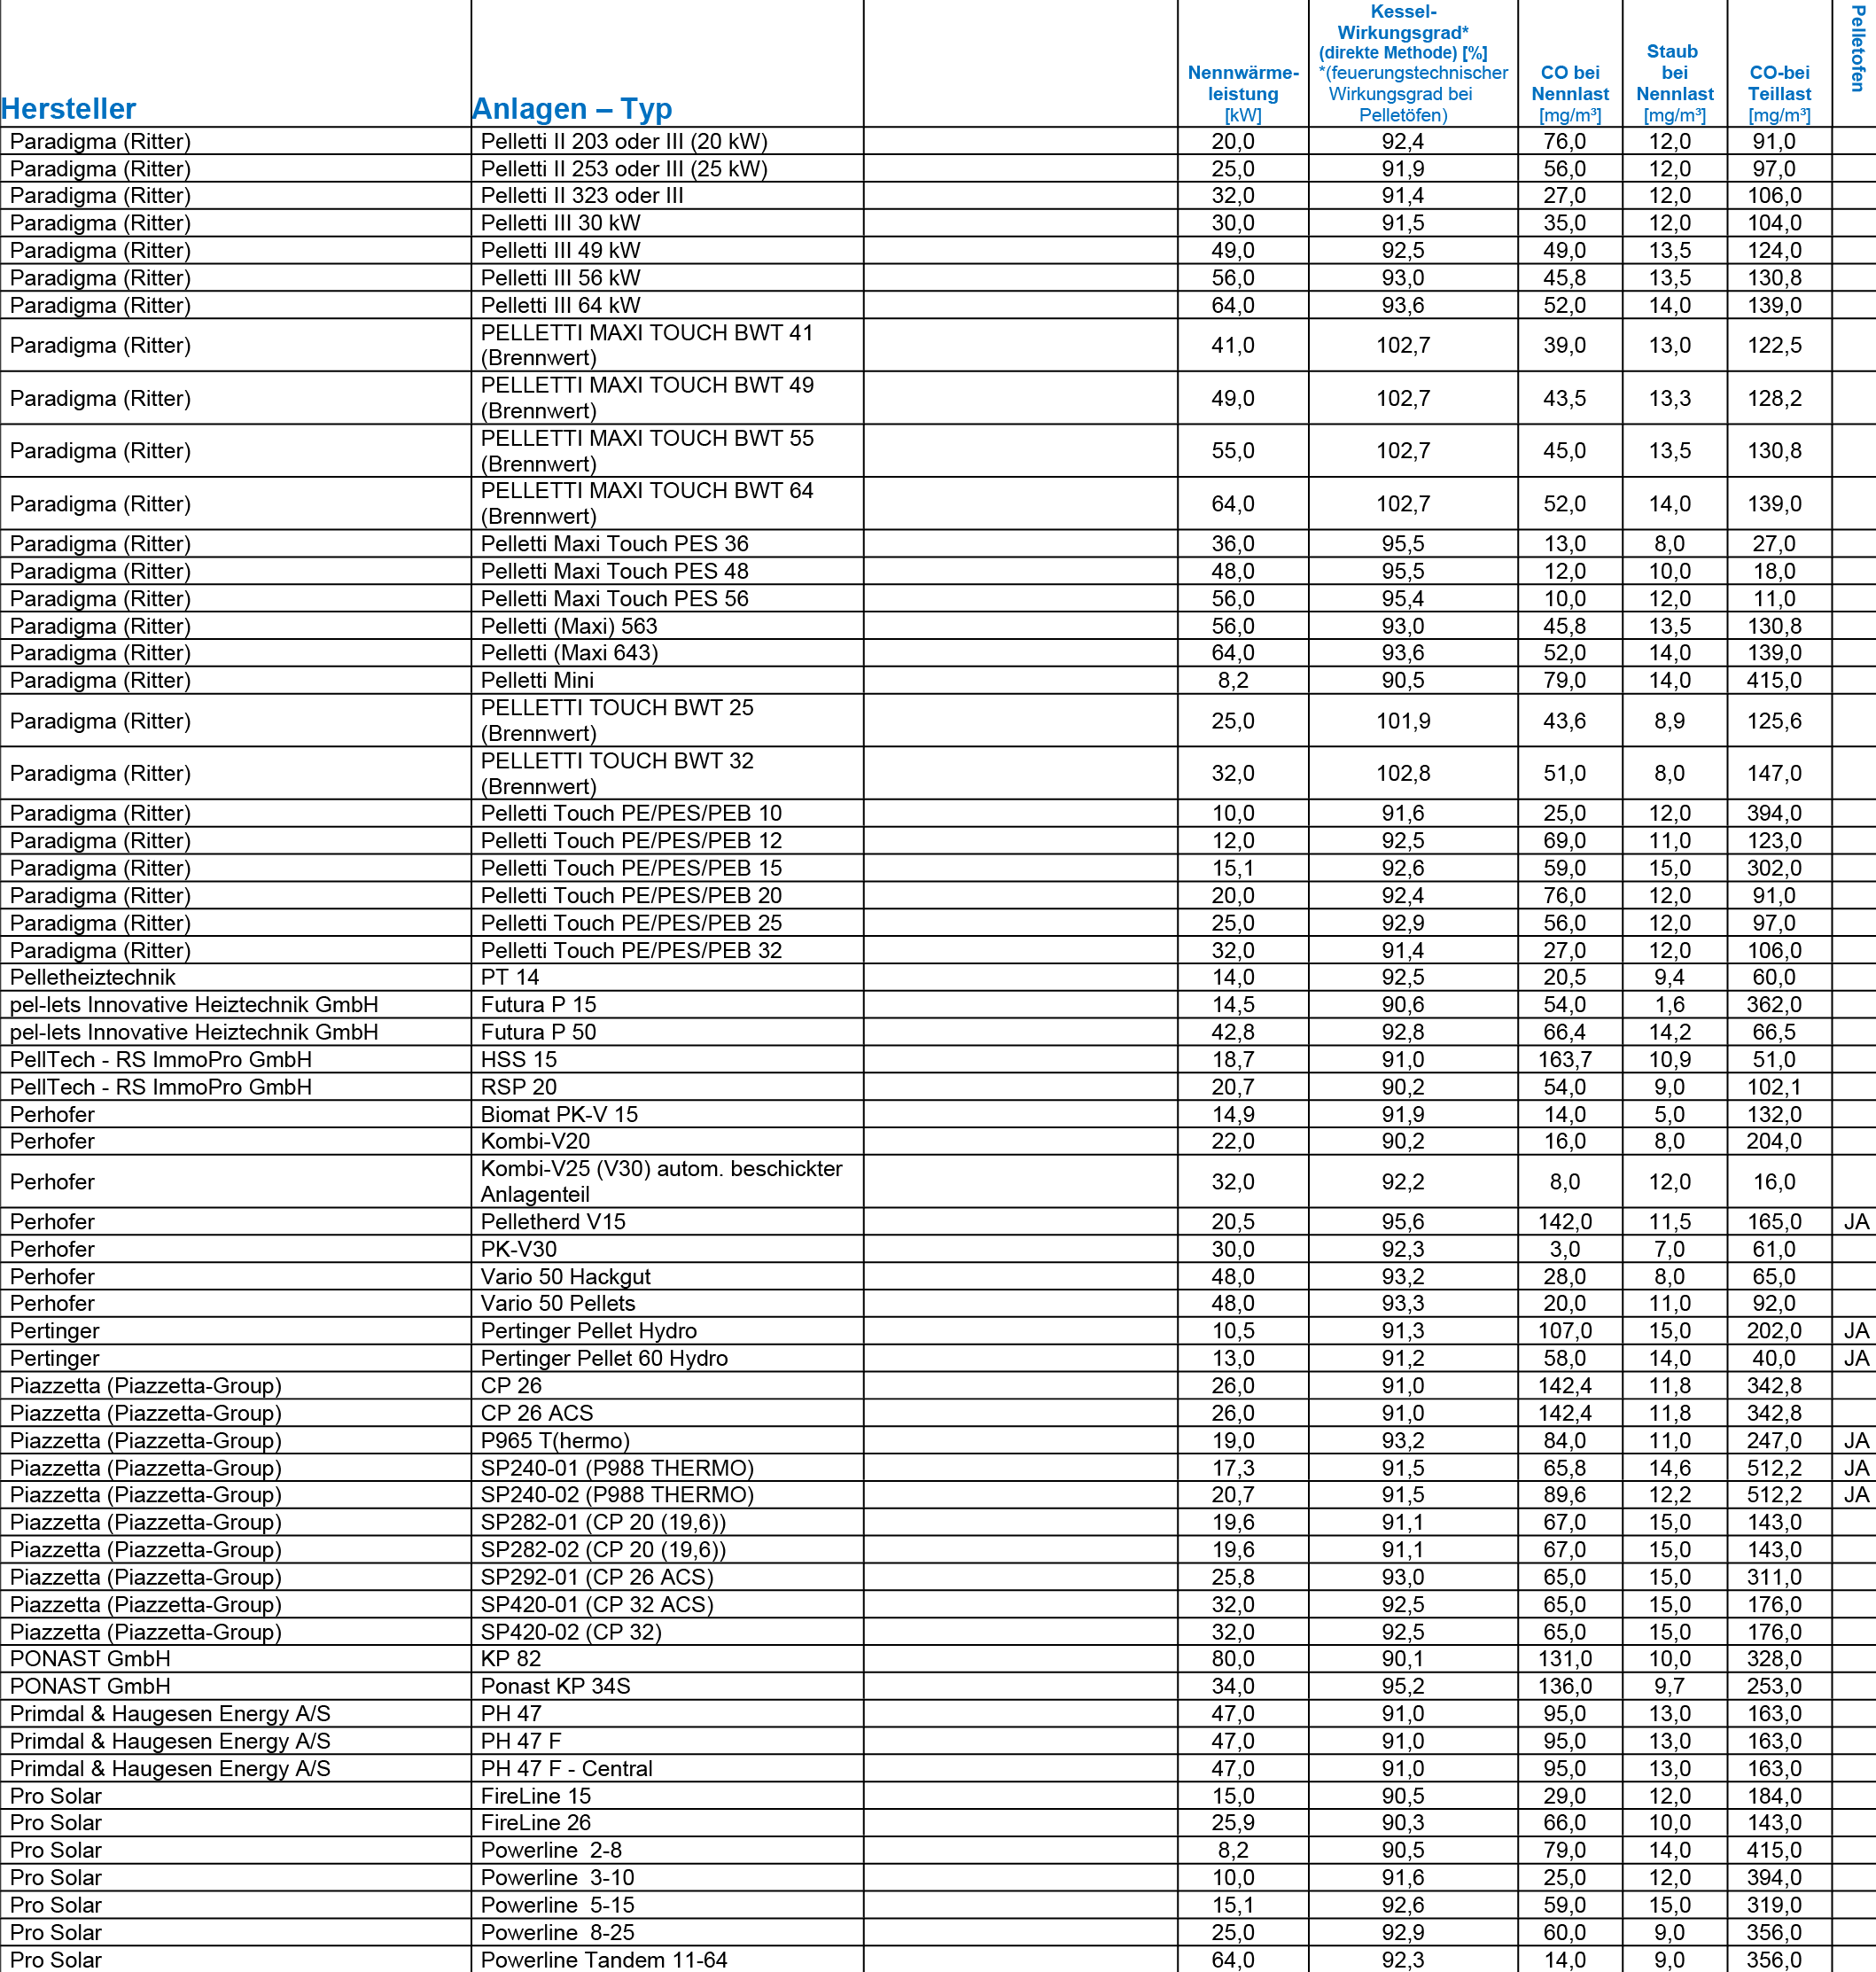 Hersteller Anlagen – Typ Nennwärme-leistung [kW] Kessel-Wirkungsgrad* (direkte Methode) [%] *(feuerungstechnischer Wirkungsgrad bei Pelletöfen) CO bei Nennlast [mg/m³] Staub bei Nennlast [mg/m³] CO-bei Teillast [mg/m³] Pelletofen
Paradigma (Ritter) Pelletti II 203 oder III (20 kW) 20,0 92,4 76,0 12,0 91,0
Paradigma (Ritter) Pelletti II 253 oder III (25 kW) 25,0 91,9 56,0 12,0 97,0
Paradigma (Ritter) Pelletti II 323 oder III 32,0 91,4 27,0 12,0 106,0
Paradigma (Ritter) Pelletti III 30 kW 30,0 91,5 35,0 12,0 104,0
Paradigma (Ritter) Pelletti III 49 kW 49,0 92,5 49,0 13,5 124,0
Paradigma (Ritter) Pelletti III 56 kW 56,0 93,0 45,8 13,5 130,8
Paradigma (Ritter) Pelletti III 64 kW 64,0 93,6 52,0 14,0 139,0
Paradigma (Ritter) PELLETTI MAXI TOUCH BWT 41 (Brennwert) 41,0 102,7 39,0 13,0 122,5
Paradigma (Ritter) PELLETTI MAXI TOUCH BWT 49 (Brennwert) 49,0 102,7 43,5 13,3 128,2
Paradigma (Ritter) PELLETTI MAXI TOUCH BWT 55 (Brennwert) 55,0 102,7 45,0 13,5 130,8
Paradigma (Ritter) PELLETTI MAXI TOUCH BWT 64 (Brennwert) 64,0 102,7 52,0 14,0 139,0
Paradigma (Ritter) Pelletti Maxi Touch PES 36 36,0 95,5 13,0 8,0 27,0
Paradigma (Ritter) Pelletti Maxi Touch PES 48 48,0 95,5 12,0 10,0 18,0
Paradigma (Ritter) Pelletti Maxi Touch PES 56 56,0 95,4 10,0 12,0 11,0
Paradigma (Ritter) Pelletti (Maxi) 563 56,0 93,0 45,8 13,5 130,8
Paradigma (Ritter) Pelletti (Maxi 643) 64,0 93,6 52,0 14,0 139,0
Paradigma (Ritter) Pelletti Mini 8,2 90,5 79,0 14,0 415,0
Paradigma (Ritter) PELLETTI TOUCH BWT 25 (Brennwert) 25,0 101,9 43,6 8,9 125,6
Paradigma (Ritter) PELLETTI TOUCH BWT 32 (Brennwert) 32,0 102,8 51,0 8,0 147,0
Paradigma (Ritter) Pelletti Touch PE/PES/PEB 10 10,0 91,6 25,0 12,0 394,0
Paradigma (Ritter) Pelletti Touch PE/PES/PEB 12 12,0 92,5 69,0 11,0 123,0
Paradigma (Ritter) Pelletti Touch PE/PES/PEB 15 15,1 92,6 59,0 15,0 302,0
Paradigma (Ritter) Pelletti Touch PE/PES/PEB 20 20,0 92,4 76,0 12,0 91,0
Paradigma (Ritter) Pelletti Touch PE/PES/PEB 25 25,0 92,9 56,0 12,0 97,0
Paradigma (Ritter) Pelletti Touch PE/PES/PEB 32 32,0 91,4 27,0 12,0 106,0
Pelletheiztechnik PT 14 14,0 92,5 20,5 9,4 60,0
pel-lets Innovative Heiztechnik GmbH Futura P 15 14,5 90,6 54,0 1,6 362,0
pel-lets Innovative Heiztechnik GmbH Futura P 50 42,8 92,8 66,4 14,2 66,5
PellTech - RS ImmoPro GmbH HSS 15 18,7 91,0 163,7 10,9 51,0
PellTech - RS ImmoPro GmbH RSP 20 20,7 90,2 54,0 9,0 102,1
Perhofer Biomat PK-V 15 14,9 91,9 14,0 5,0 132,0
Perhofer Kombi-V20 22,0 90,2 16,0 8,0 204,0
Perhofer Kombi-V25 (V30) autom. beschickter Anlagenteil 32,0 92,2 8,0 12,0 16,0
Perhofer Pelletherd V15 20,5 95,6 142,0 11,5 165,0 JA
Perhofer PK-V30 30,0 92,3 3,0 7,0 61,0
Perhofer Vario 50 Hackgut 48,0 93,2 28,0 8,0 65,0
Perhofer Vario 50 Pellets 48,0 93,3 20,0 11,0 92,0
Pertinger Pertinger Pellet Hydro 10,5 91,3 107,0 15,0 202,0 JA
Pertinger Pertinger Pellet 60 Hydro 13,0 91,2 58,0 14,0 40,0 JA
Piazzetta (Piazzetta-Group) CP 26 26,0 91,0 142,4 11,8 342,8
Piazzetta (Piazzetta-Group) CP 26 ACS 26,0 91,0 142,4 11,8 342,8
Piazzetta (Piazzetta-Group) P965 T(hermo) 19,0 93,2 84,0 11,0 247,0 JA
Piazzetta (Piazzetta-Group) SP240-01 (P988 THERMO) 17,3 91,5 65,8 14,6 512,2 JA
Piazzetta (Piazzetta-Group) SP240-02 (P988 THERMO) 20,7 91,5 89,6 12,2 512,2 JA
Piazzetta (Piazzetta-Group) SP282-01 (CP 20 (19,6)) 19,6 91,1 67,0 15,0 143,0
Piazzetta (Piazzetta-Group) SP282-02 (CP 20 (19,6)) 19,6 91,1 67,0 15,0 143,0
Piazzetta (Piazzetta-Group) SP292-01 (CP 26 ACS) 25,8 93,0 65,0 15,0 311,0
Piazzetta (Piazzetta-Group) SP420-01 (CP 32 ACS) 32,0 92,5 65,0 15,0 176,0
Piazzetta (Piazzetta-Group) SP420-02 (CP 32) 32,0 92,5 65,0 15,0 176,0
PONAST GmbH KP 82 80,0 90,1 131,0 10,0 328,0
PONAST GmbH Ponast KP 34S 34,0 95,2 136,0 9,7 253,0
Primdal & Haugesen Energy A/S PH 47 47,0 91,0 95,0 13,0 163,0
Primdal & Haugesen Energy A/S PH 47 F 47,0 91,0 95,0 13,0 163,0
Primdal & Haugesen Energy A/S PH 47 F - Central 47,0 91,0 95,0 13,0 163,0
Pro Solar FireLine 15 15,0 90,5 29,0 12,0 184,0
Pro Solar FireLine 26 25,9 90,3 66,0 10,0 143,0
Pro Solar Powerline 2-8 8,2 90,5 79,0 14,0 415,0
Pro Solar Powerline 3-10 10,0 91,6 25,0 12,0 394,0
Pro Solar Powerline 5-15 15,1 92,6 59,0 15,0 319,0
Pro Solar Powerline 8-25 25,0 92,9 60,0 9,0 356,0
Pro Solar Powerline Tandem 11-64 64,0 92,3 14,0 9,0 356,0